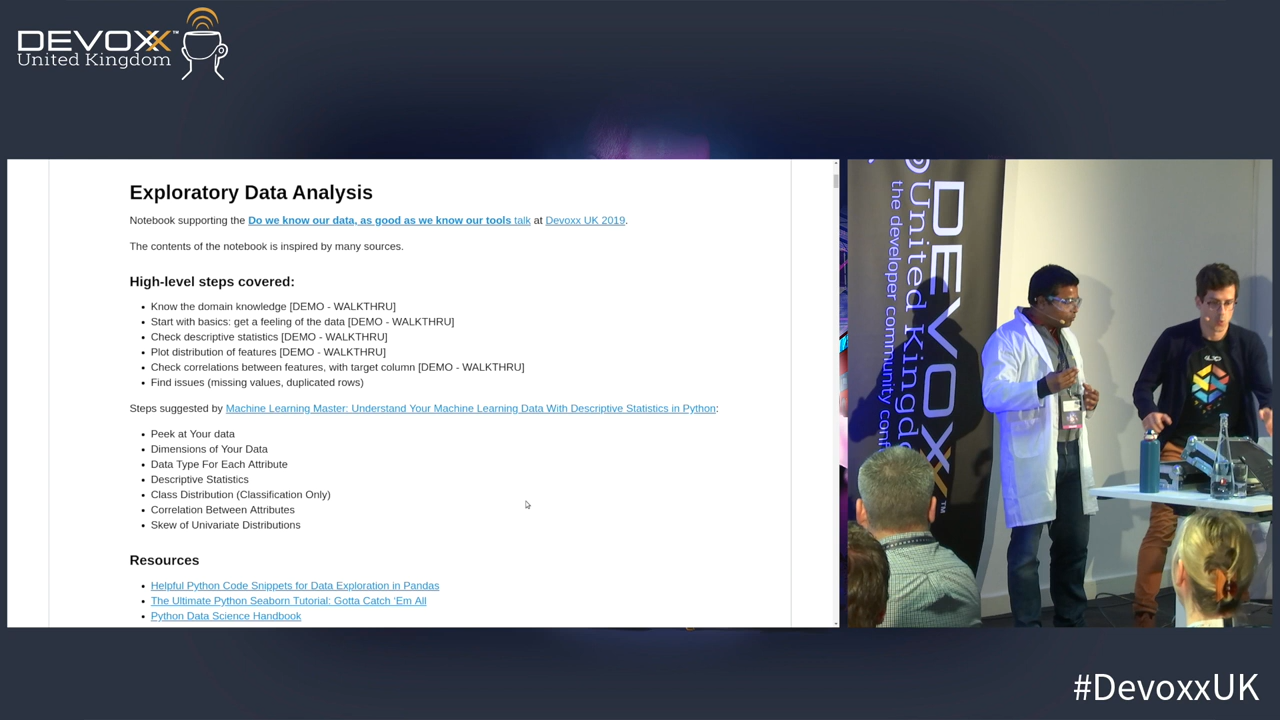 DEVOXX™
United Kingdom
Exploratory Data Analysis
Notebook supporting the Do we know our data, as good as we know our tools talk at Devoxx UK 2019.
The contents of the notebook is inspired by many sources.
High-level steps covered:
• Know the domain knowledge [DEMO - WALKTHRU]
• Start with basics: get a feeling of the data [DEMO - WALKTHRU]
• Check descriptive statistics [DEMO - WALKTHRU]
• Plot distribution of features [DEMO - WALKTHRU]
• Check correlations between features, with target column [DEMO - WALKTHRU]
• Find issues (missing values, duplicated rows)
Steps suggested by Machine Learning Master: Understand Your Machine Learning Data With Descriptive Statistics in Python:
• Peek at Your data
• Dimensions of Your Data
• Data Type For Each Attribute
• Descriptive Statistics
• Class Distribution (Classification Only)
• Correlation Between Attributes
• Skew of Univariate Distributions
Resources
• Helpful Python Code Snippets for Data Exploration in Pandas
• The Ultimate Python Seaborn Tutorial: Gotta Catch ‘Em All
• Python Data Science Handbook
DEVOXX™
United Kingd
the developer community conf
#DevoxxUK